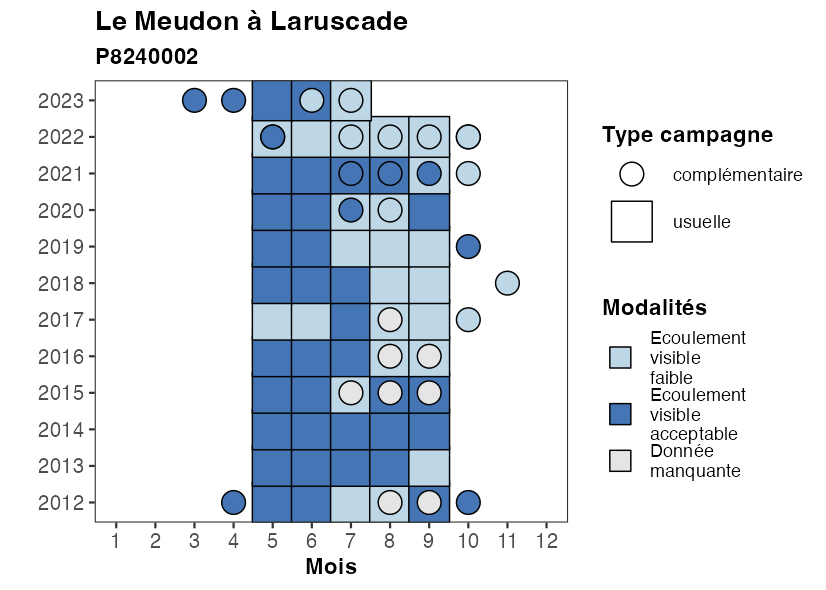 Le Meudon à Laruscade
P8240002
2023
2022
2021
2020
2019
2018
2017
2016
2015
2014
2013
2012
1 2 3 4 5 6 7 8 9 10 11 12
Mois
Type campagne
complémentaire
usuelle
Modalités
Ecoulement
visible
faible
Ecoulement
visible
acceptable
Donnée
manquante